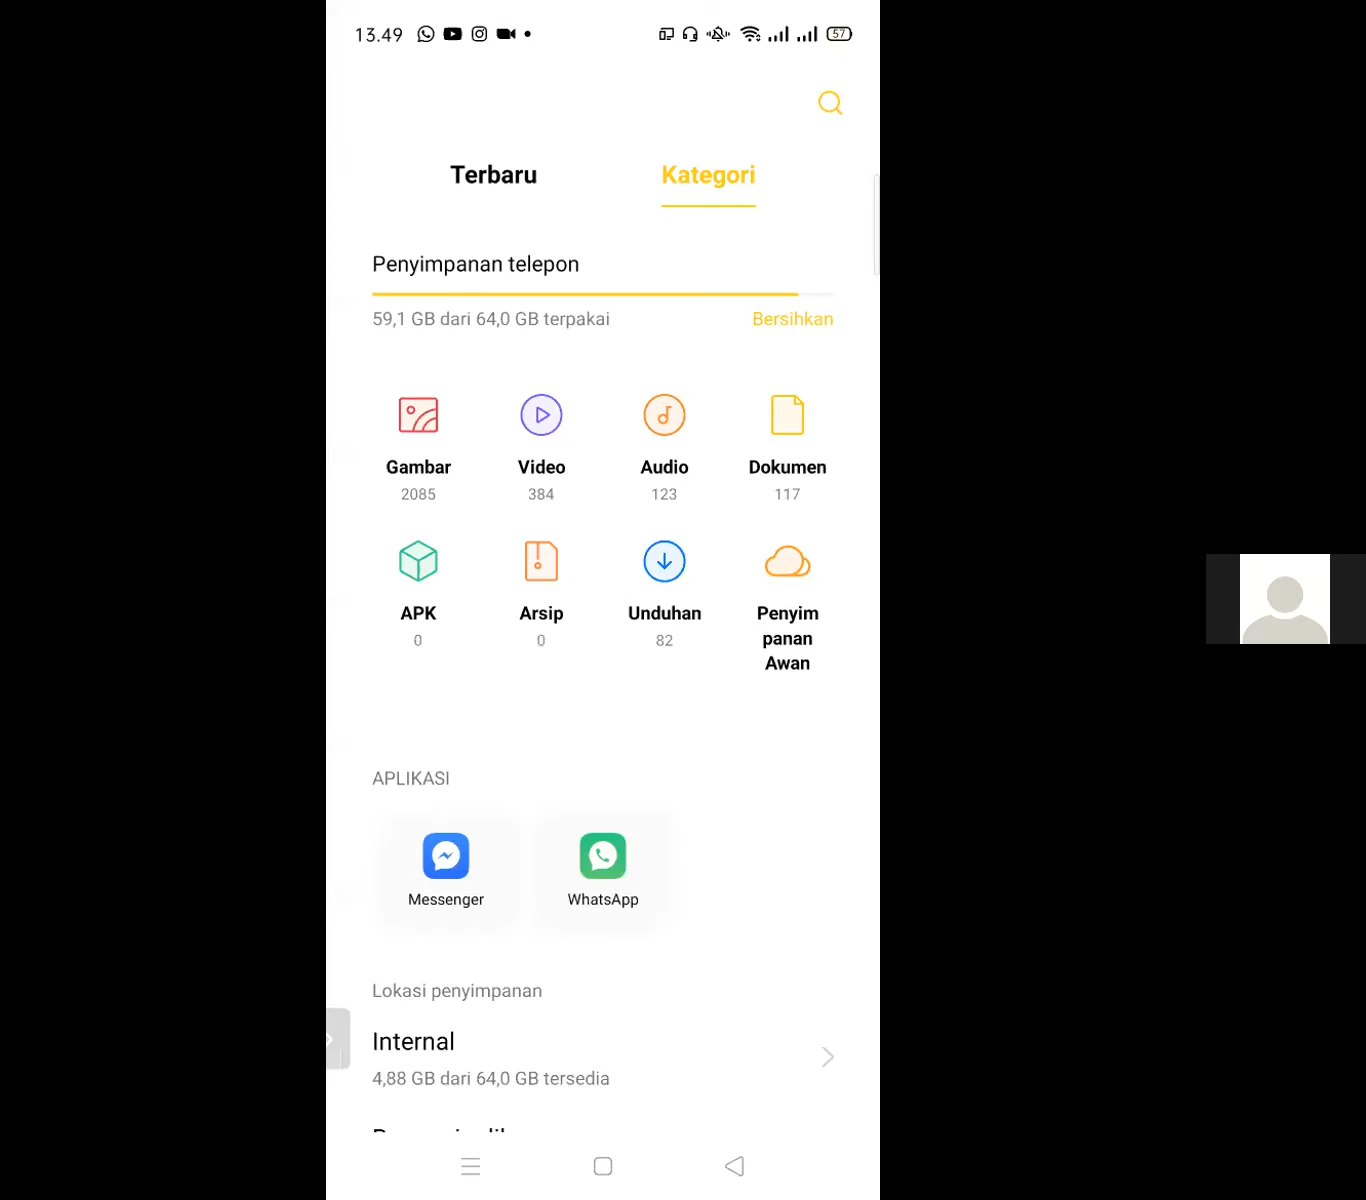 13.49
57
Terbaru
Kategori
Penyimpanan telepon
59,1 GB dari 64,0 GB terpakai
Bersihkan
Gambar
2085
Video
384
Audio
123
Dokumen
117
APK
0
Arsip
0
Unduhan
82
Penyim
panan
Awan
APLIKASI
Messenger
WhatsApp
Lokasi penyimpanan
Internal
4,88 GB dari 64,0 GB tersedia